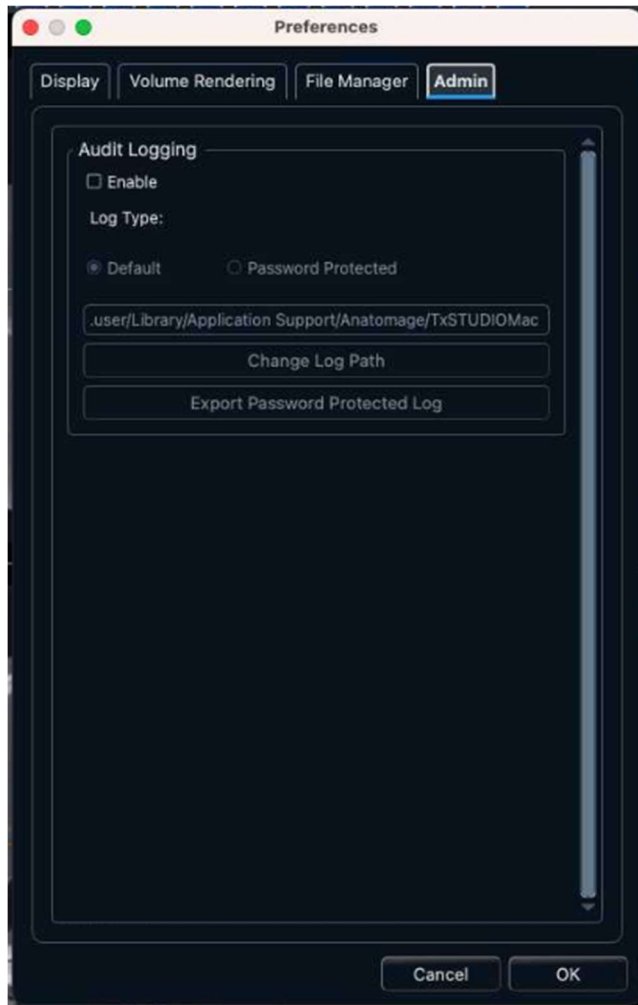 Preferences
Display Volume Rendering File Manager Admin
Audit Logging
Enable
Log Type:
Default Password Protected
.user/Library/Application Support/Anatomage/TxSTUDIOMac
Change Log Path
Export Password Protected Log
Cancel OK